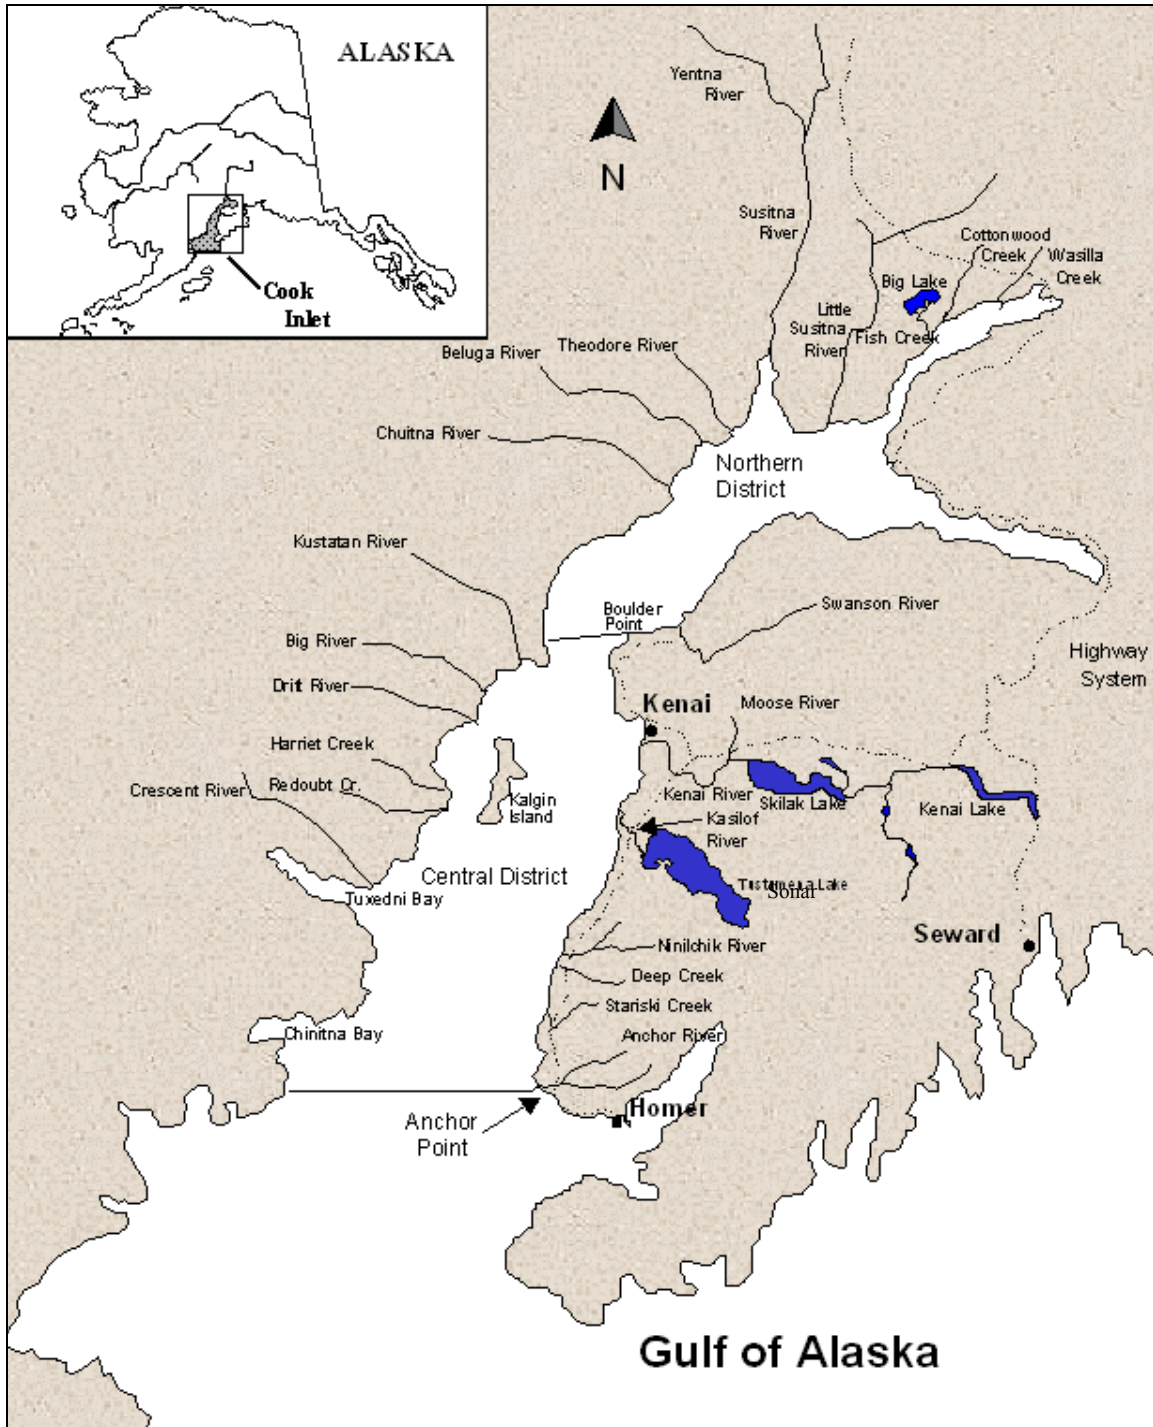 ALASKA
Cook
Inlet
Yentna
River
N
Susitna
River
Cottonwood
Creek
Wasilla
Creek
Big Lake
Little
Susitna
River
Fish Creek
Beluga River
Theodore River
Chuitna River
Northern
District
Kustatan River
Boulder
Point
Swanson River
Big River
Highway
System
Drift River
Kenai
Moose River
Harriet Creek
Crescent River
Redoubt Cr.
Kalgin
Island
Kenai River
Skilak Lake
Kenai Lake
Kasilof
River
Central District
Tustumena Lake
Sonar
Tuxedni Bay
Seward
Ninilchik River
Deep Creek
Stariski Creek
Chinitna Bay
Anchor River
Homer
Anchor
Point
Gulf of Alaska